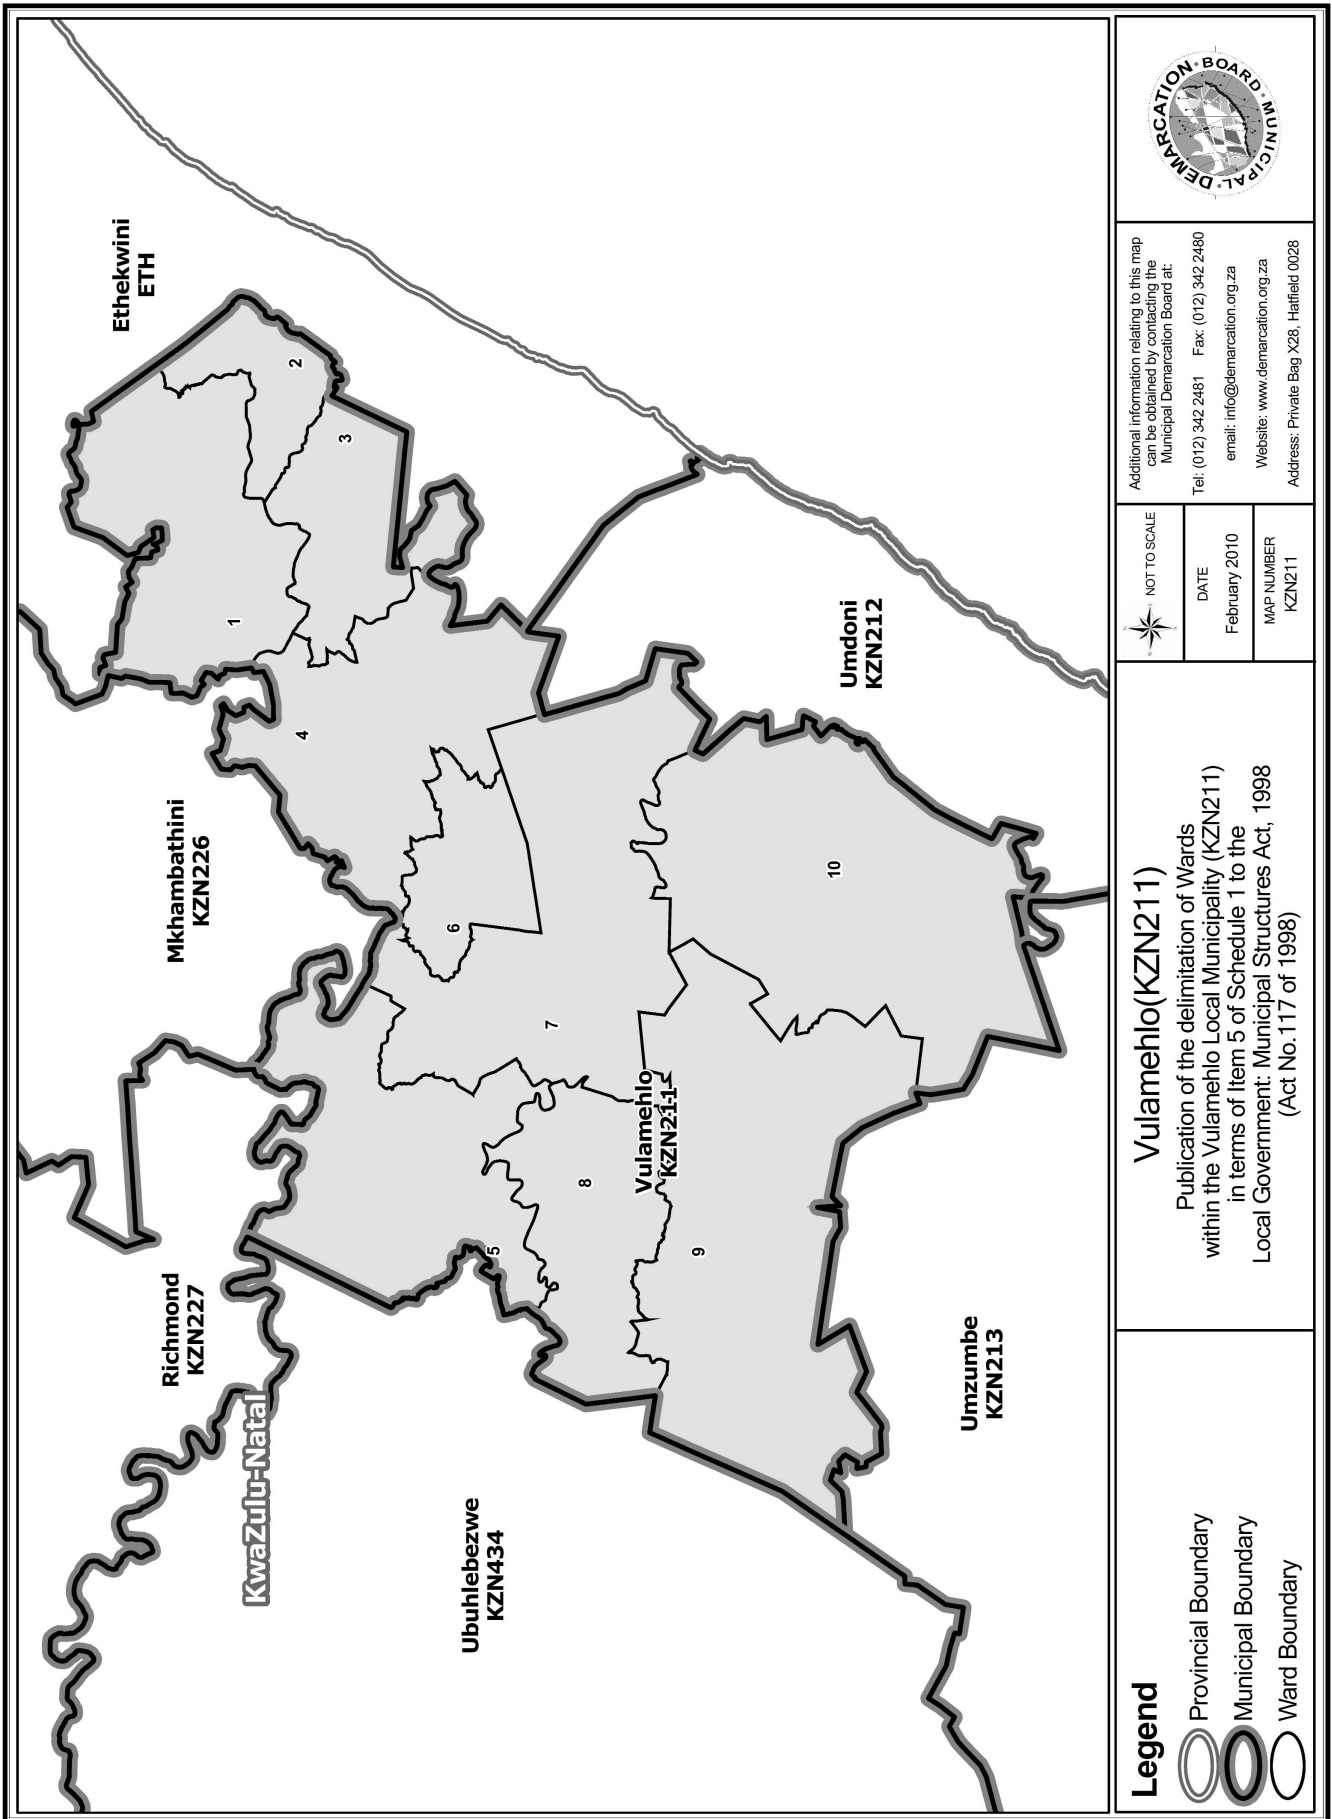 Ethekwini
ETH
Mkhambathini
KZN226
Richmond
KZN227
KwaZulu-Natal
Ubuhlebezwe
KZN434
Umdoni
KZN212
Umzumbe
KZN213
Vulamehlo
KZN211
1
2
3
4
5
6
7
8
9
10
Legend
Provincial Boundary
Municipal Boundary
Ward Boundary
Vulamehlo(KZN211)
Publication of the delimitation of Wards
within the Vulamehlo Local Municipality (KZN211)
in terms of Item 5 of Schedule 1 to the
Local Government: Municipal Structures Act, 1998
(Act No.117 of 1998)
NOT TO SCALE
DATE
February 2010
MAP NUMBER
KZN211
Additional information relating to this map
can be obtained by contacting the
Municipal Demarcation Board at:
Tel: (012) 342 2481 Fax: (012) 342 2480
email: info@demarcation.org.za
Website: www.demarcation.org.za
Address: Private Bag X28, Hatfield 0028
MUNICIPAL • DEMARCATION • BOARD •